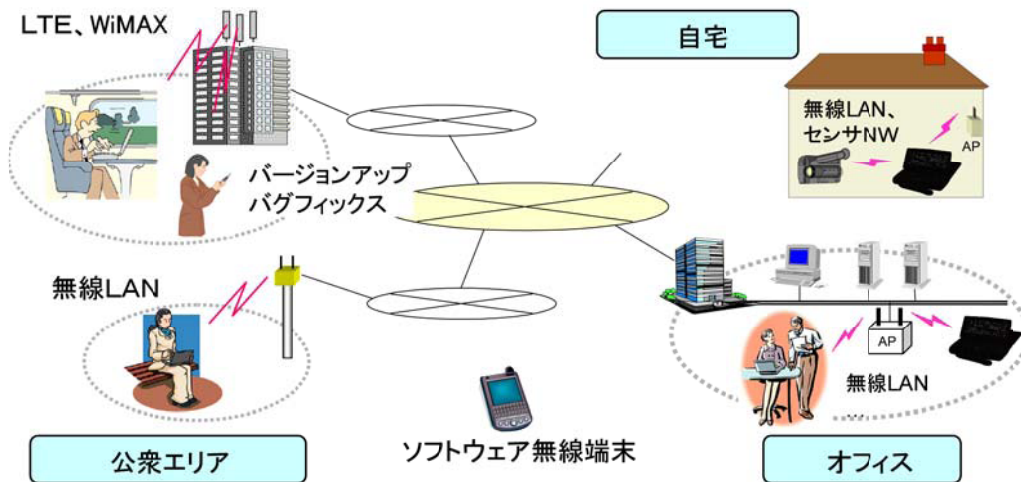 LTE、WiMAX
自宅
無線LAN、
センサNW
AP
バージョンアップ
バグフィックス
無線LAN
AP
無線LAN
...
ソフトウェア無線端末
公衆エリア
オフィス